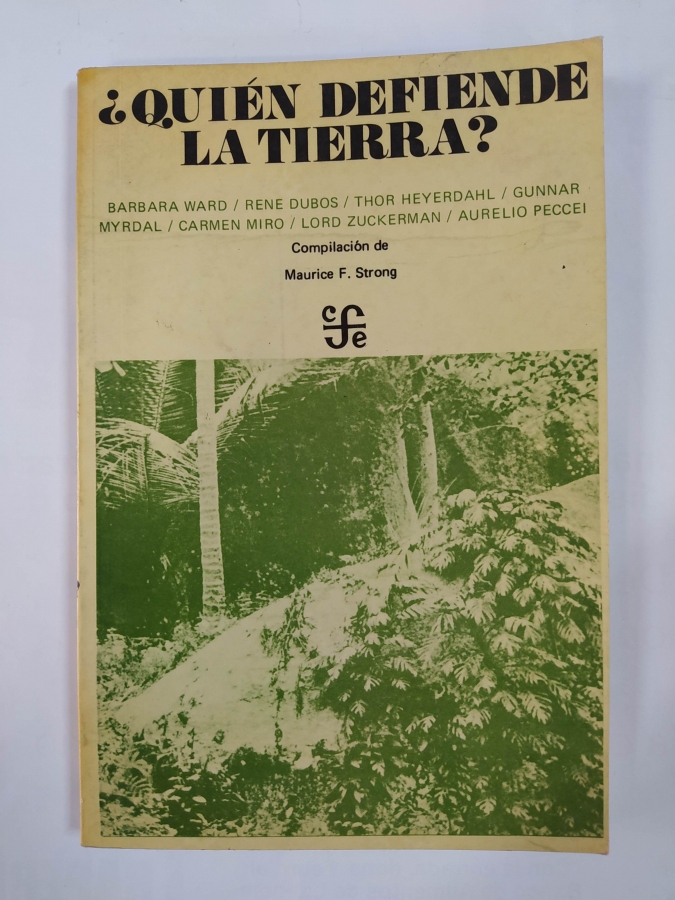 ¿QUIÉN DEFIENDE
LA TIERRA?
BARBARA WARD / RENE DUBOS / THOR HEYERDAHL / GUNNAR
MYRDAL / CARMEN MIRO / LORD ZUCKERMAN / AURELIO PECCEI
Compilación de
Maurice F. Strong
cfe